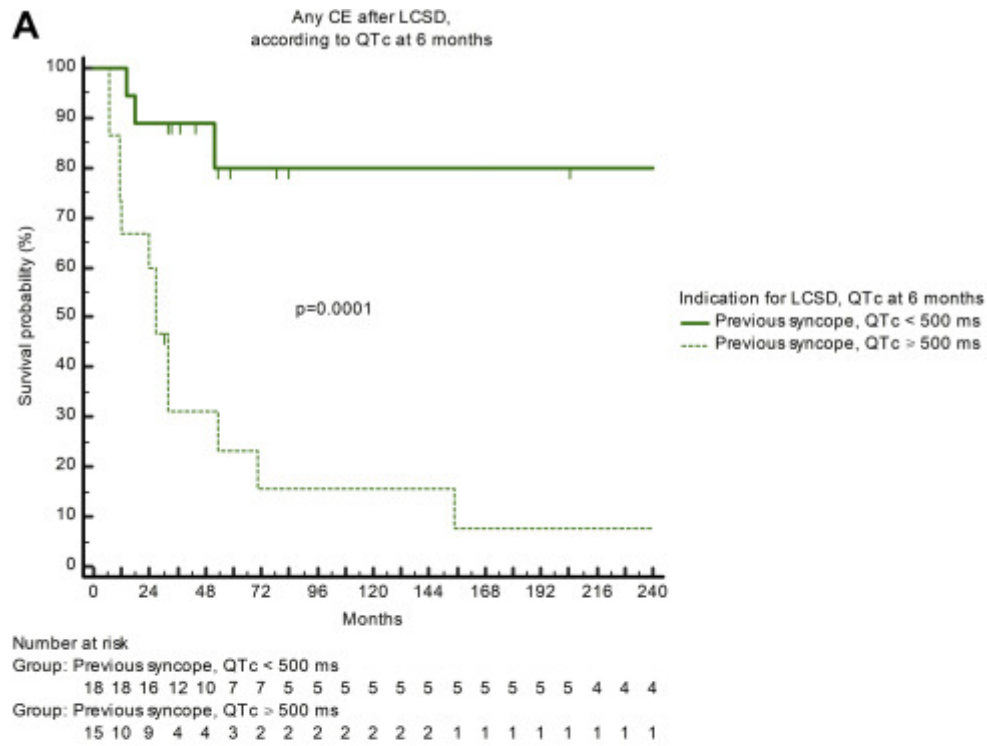 A
Any CE after LCSD,
according to QTc at 6 months
Survival probability (%)
100
90
80
70
60
50
40
30
20
10
0
p=0.0001
Indication for LCSD, QTc at 6 months
Previous syncope, QTc < 500 ms
Previous syncope, QTc ≥ 500 ms
0 24 48 72 96 120 144 168 192 216 240
Months
Number at risk
Group: Previous syncope, QTc < 500 ms
18 18 16 12 10 7 7 5 5 5 5 5 5 5 5 5 5 5 4 4 4
Group: Previous syncope, QTc ≥ 500 ms
15 10 9 4 4 3 2 2 2 2 2 2 2 1 1 1 1 1 1 1 1